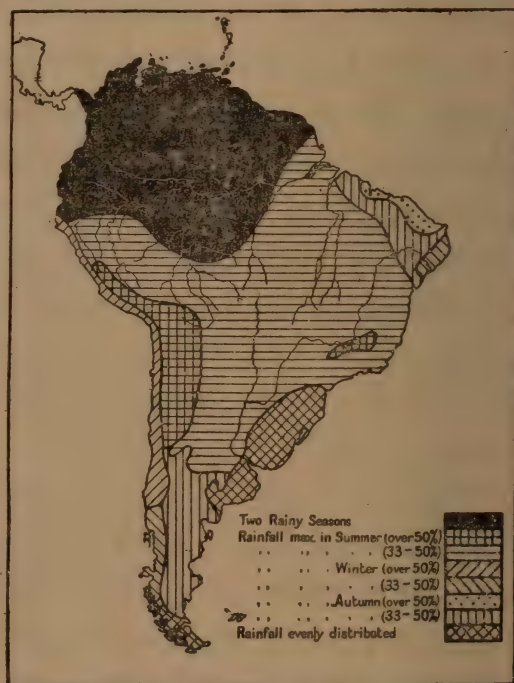 Two Rainy Seasons
Rainfall max. in Summer (over 50%)
" " " " (33-50%)
" " " Winter (over 50%)
" " " " (33-50%)
" " " Autumn (over 50%)
" " " " (33-50%)
Rainfall evenly distributed